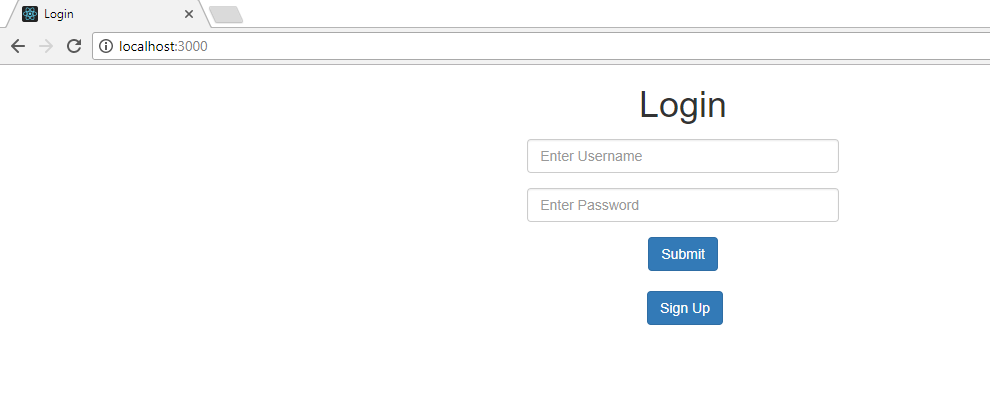 Login
localhost:3000
Login
Enter Username
Enter Password
Submit
Sign Up